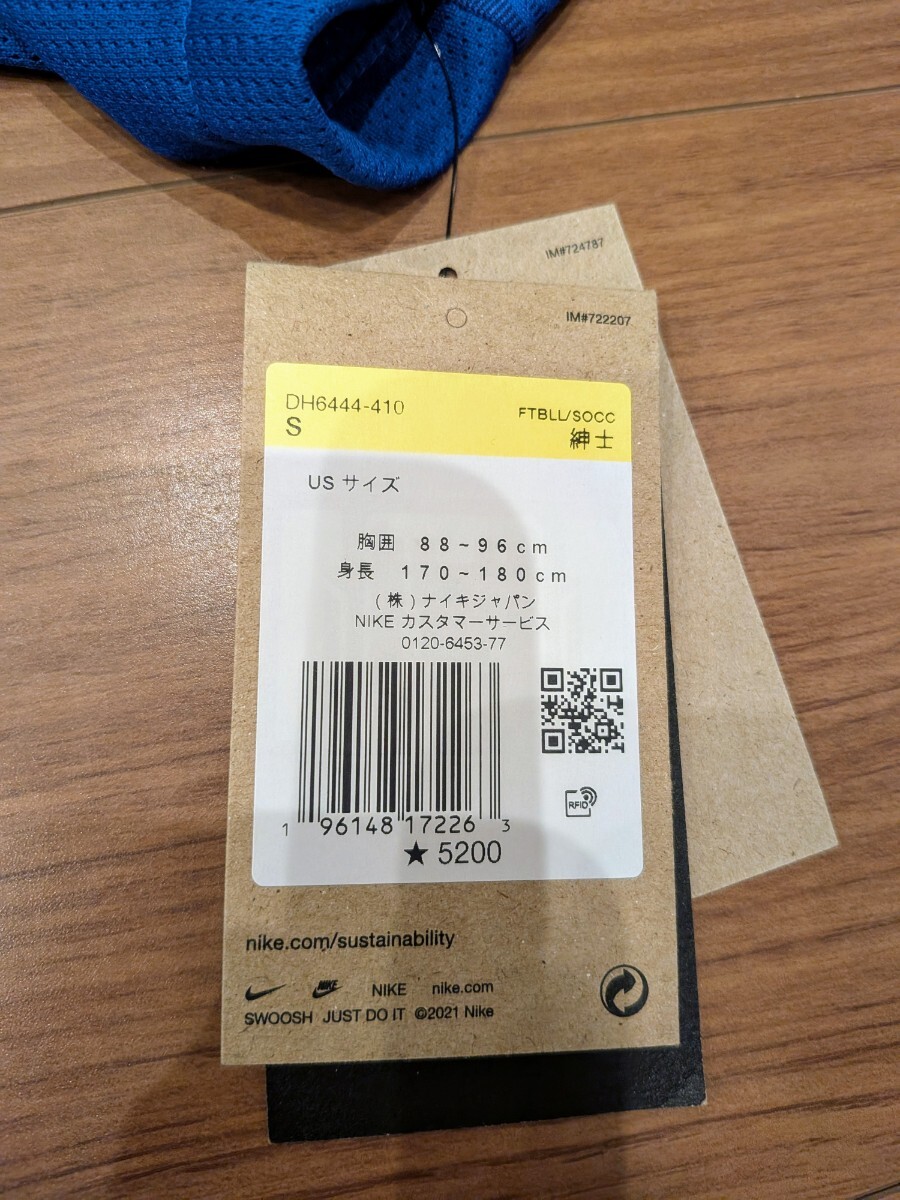 IM#724787
IM#722207
DH6444-410
S
FTBLL/SOCC
紳士
US サイズ
胸囲 88~96cm
身長 170~180cm
(株)ナイキジャパン
NIKE カスタマーサービス
0120-6453-77
1 96148 17226 3
RFID
★5200
nike.com/sustainability
NIKE NIKE nike.com
SWOOSH JUST DO IT ©2021 Nike